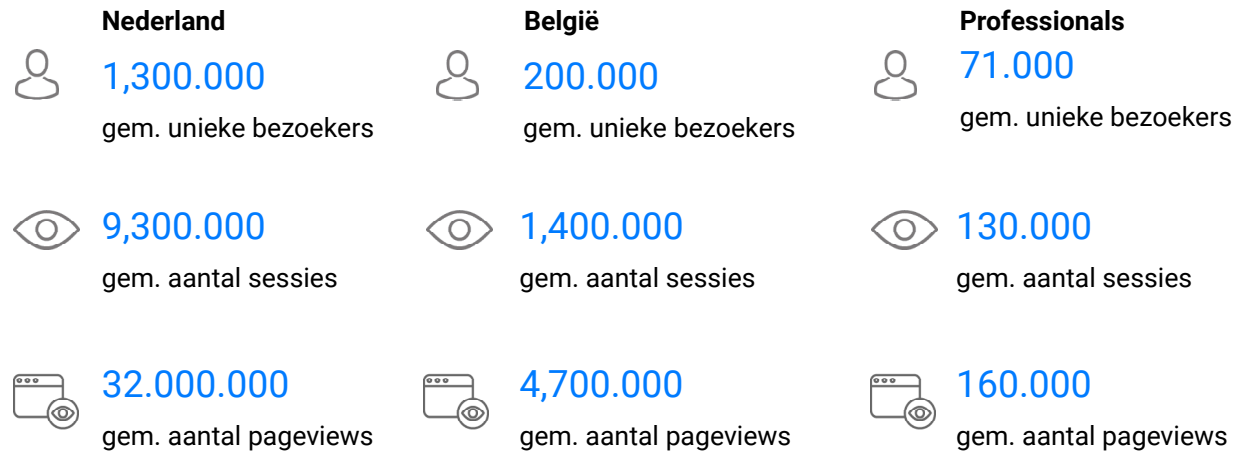 Nederland
1,300.000
gem. unieke bezoekers
9,300.000
gem. aantal sessies
32.000.000
gem. aantal pageviews
België
200.000
gem. unieke bezoekers
1,400.000
gem. aantal sessies
4,700.000
gem. aantal pageviews
Professionals
71.000
gem. unieke bezoekers
130.000
gem. aantal sessies
160.000
gem. aantal pageviews